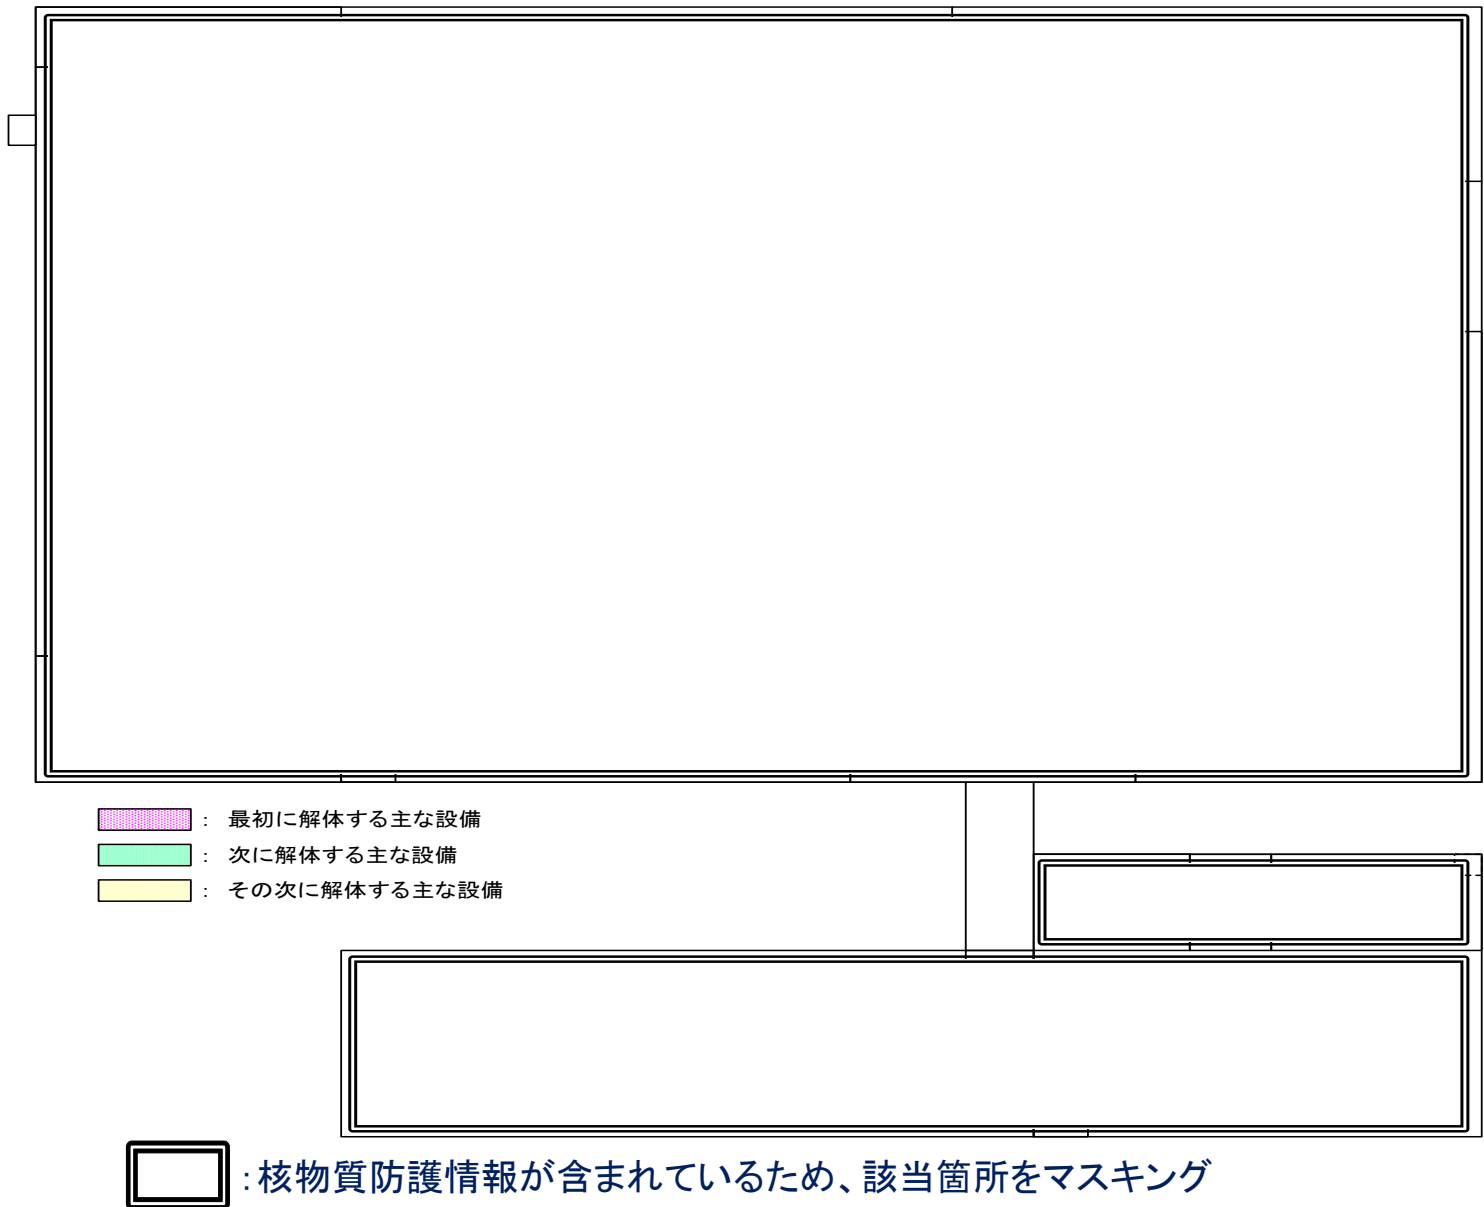 ： 最初に解体する主な設備
： 次に解体する主な設備
： その次に解体する主な設備
：核物質防護情報が含まれているため、該当箇所をマスキング